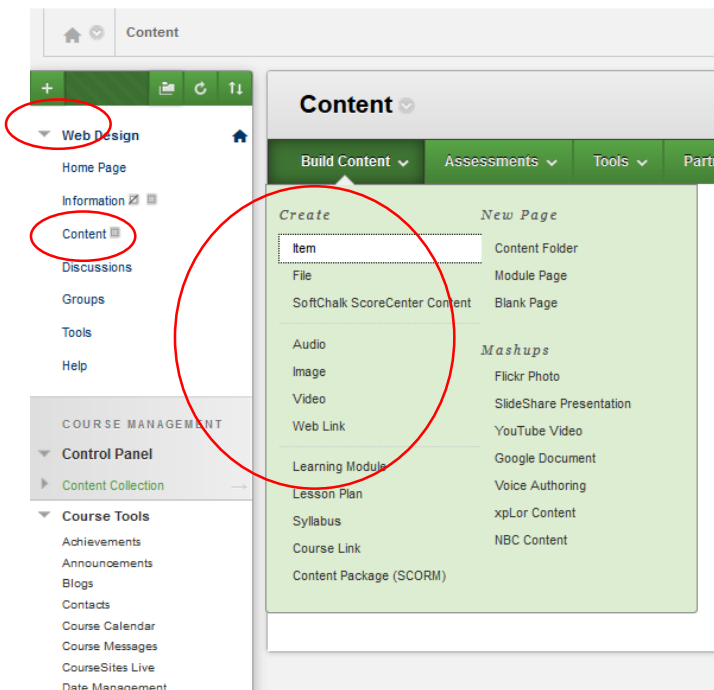 Content
Web Design
Home Page
Information
Content
Discussions
Groups
Tools
Help
COURSE MANAGEMENT
Control Panel
Content Collection
Course Tools
Achievements
Announcements
Blogs
Contacts
Course Calendar
Course Messages
CourseSites Live
Date Management
Content
Build Content Assessments Tools Part
Create
Item
File
SoftChalk ScoreCenter Content
Audio
Image
Video
Web Link
Learning Module
Lesson Plan
Syllabus
Course Link
Content Package (SCORM)
New Page
Content Folder
Module Page
Blank Page
Mashups
Flickr Photo
SlideShare Presentation
YouTube Video
Google Document
Voice Authoring
xpLor Content
NBC Content